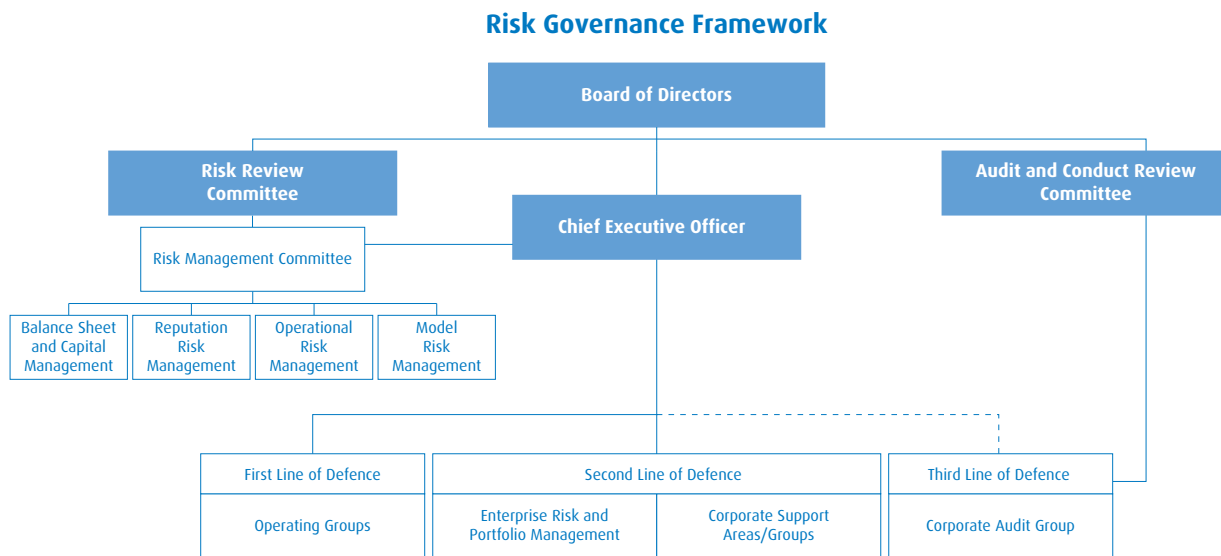 Risk Governance Framework
Board of Directors
Risk Review
Committee
Audit and Conduct Review
Committee
Chief Executive Officer
Risk Management Committee
Balance Sheet
and Capital
Management
Reputation
Risk
Management
Operational
Risk
Management
Model
Risk
Management
First Line of Defence
Second Line of Defence
Third Line of Defence
Operating Groups
Enterprise Risk and
Portfolio Management
Corporate Support
Areas/Groups
Corporate Audit Group